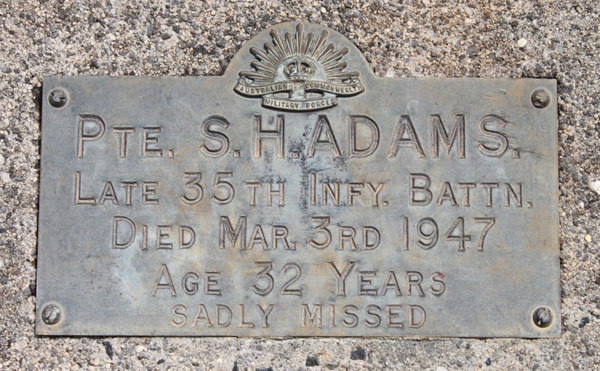 AUSTRALIAN COMMONWEALTH
MILITARY FORCES
PTE. S.H. ADAMS.
LATE 35TH INFY. BATTN.
DIED MAR. 3RD 1947
AGE 32 YEARS
SADLY MISSED